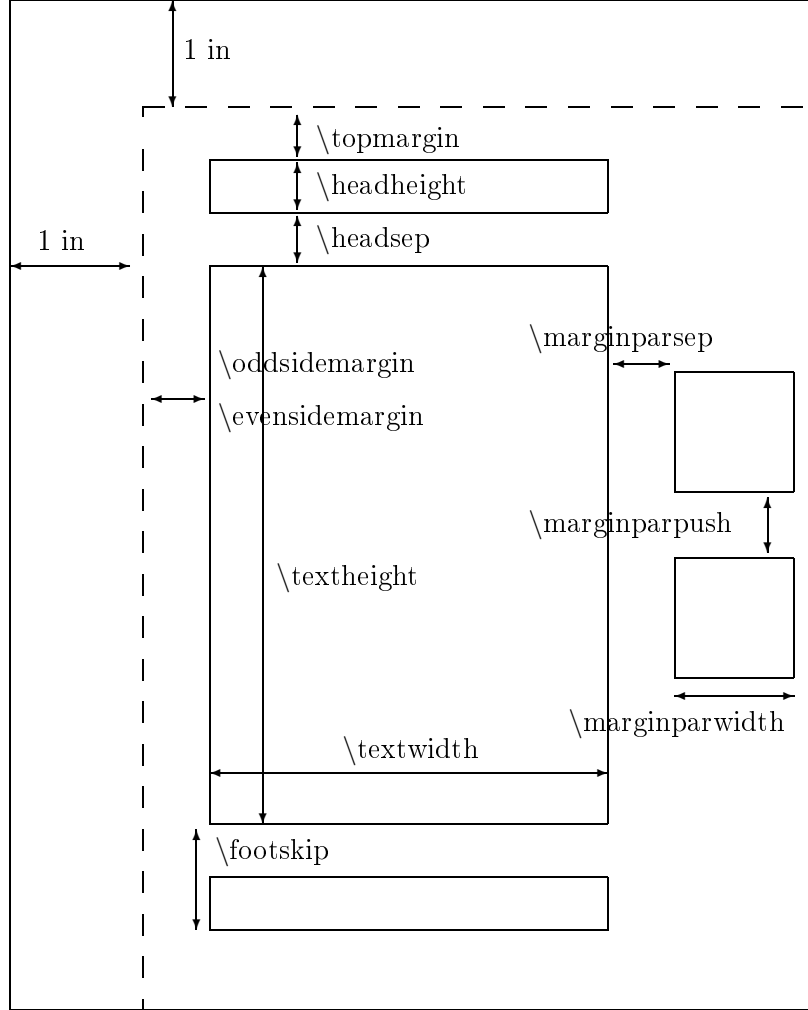 1 in
\topmargin
\headheight
1 in
\headsep
\marginparsep
\oddsidemargin
\evensidemargin
\marginparpush
\textheight
\marginparwidth
\textwidth
\footskip